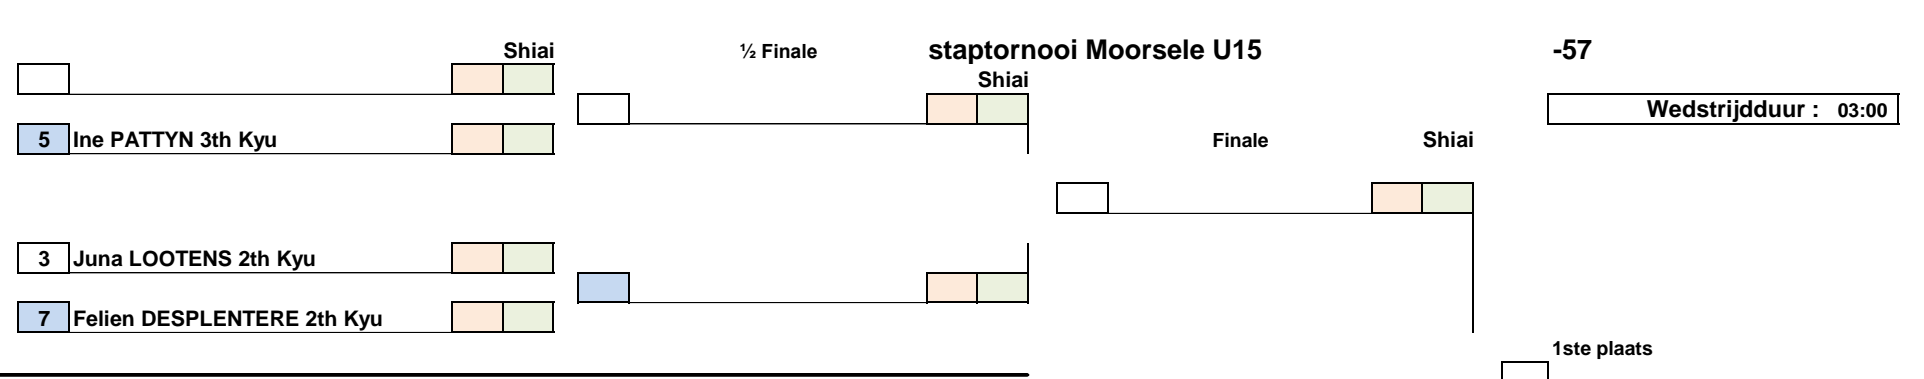 Shiai ½ Finale staptornooi Moorsele U15 -57
Shiai
Wedstrijdduur : 03:00
5 Ine PATTYN 3th Kyu Finale Shiai
3 Juna LOOTENS 2th Kyu
7 Felien DESPLENTERE 2th Kyu
1ste plaats